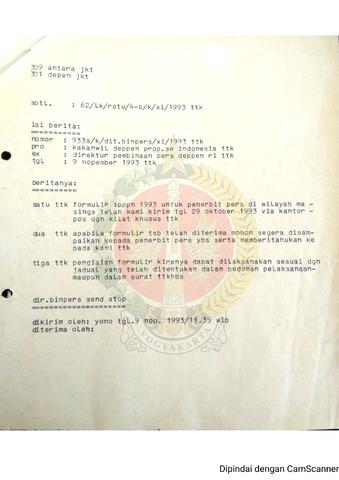 309 antara jkt
301 depen jkt
sotl. : 62/lk/rotu/4-b/k/xi/1993 ttk
isi berita:
===========
nomor : 933a/k/dit.binpers/xi/1993 ttk
pro : kakanwil deppen prop.se indonesia ttk
ex : direktur pembinaan pers deppen ri ttk
tgl : 9 nopember 1993 ttk
beritanya:
==========
satu ttk formulir ipppn 1993 untuk penerbit pers di wilayah ma-
sings telah kami kirim tgl 29 oktober 1993 via kantor -
pos dgn kilat khusus ttk
dua ttk apabila formulir tsb telah diterima mohon segera disam-
paikan kepada penerbit pers ybs serta memberitahukan ke
pada kami ttk
tiga ttk pengisian formulir kiranya dapat dilaksanakan sesuai dgn
jadual yang telah ditentukan dalam pedoman pelaksanaan-
maupun dalam surat ttkhbs
dir.binpers send stop
=====================
dikirim oleh: yono tgl.9 nop. 1993/11.35 wib
diterima oleh:
YOGYAKARTA
Dipindai dengan CamScanner